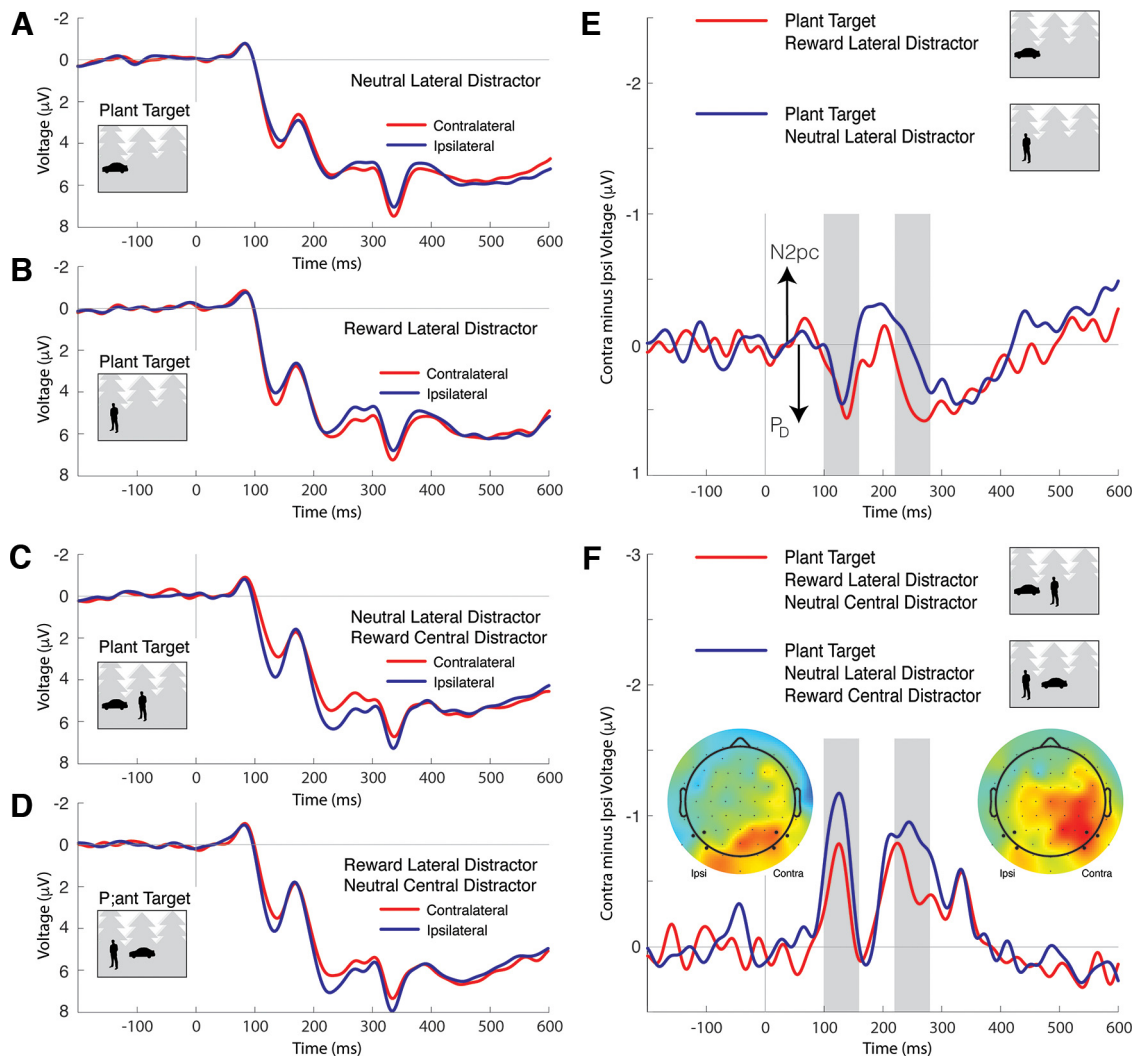 A
-2
0
2
4
6
8
Voltage (µV)
Neutral Lateral Distractor
Plant Target
Contralateral
Ipsilateral
-100 0 100 200 300 400 500 600
Time (ms)
B
-2
0
2
4
6
8
Voltage (µV)
Reward Lateral Distractor
Plant Target
Contralateral
Ipsilateral
-100 0 100 200 300 400 500 600
Time (ms)
C
-2
0
2
4
6
8
Voltage (µV)
Neutral Lateral Distractor
Reward Central Distractor
Plant Target
Contralateral
Ipsilateral
-100 0 100 200 300 400 500 600
Time (ms)
D
-2
0
2
4
6
8
Voltage (µV)
Reward Lateral Distractor
Neutral Central Distractor
P;ant Target
Contralateral
Ipsilateral
-100 0 100 200 300 400 500 600
Time (ms)
E
Plant Target
Reward Lateral Distractor
Plant Target
Neutral Lateral Distractor
-2
-1
0
1
Contra minus Ipsi Voltage (µV)
N2pc
PD
-100 0 100 200 300 400 500 600
Time (ms)
F
-3
-2
-1
0
Contra minus Ipsi Voltage (µV)
Plant Target
Reward Lateral Distractor
Neutral Central Distractor
Plant Target
Neutral Lateral Distractor
Reward Central Distractor
Ipsi Contra
Ipsi Contra
-100 0 100 200 300 400 500 600
Time (ms)